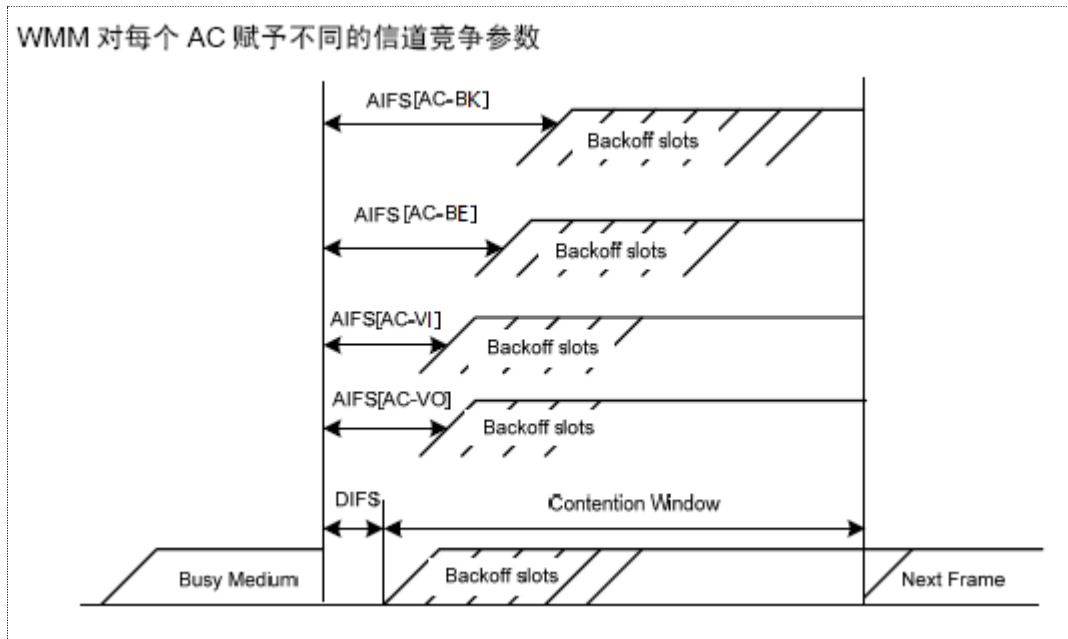 WMM 对每个 AC 赋予不同的信道竞争参数
AIFS[AC-BK]
Backoff slots
AIFS[AC-BE]
Backoff slots
AIFS[AC-VI]
Backoff slots
AIFS[AC-VO]
Backoff slots
DIFS
Contention Window
Busy Medium
Backoff slots
Next Frame